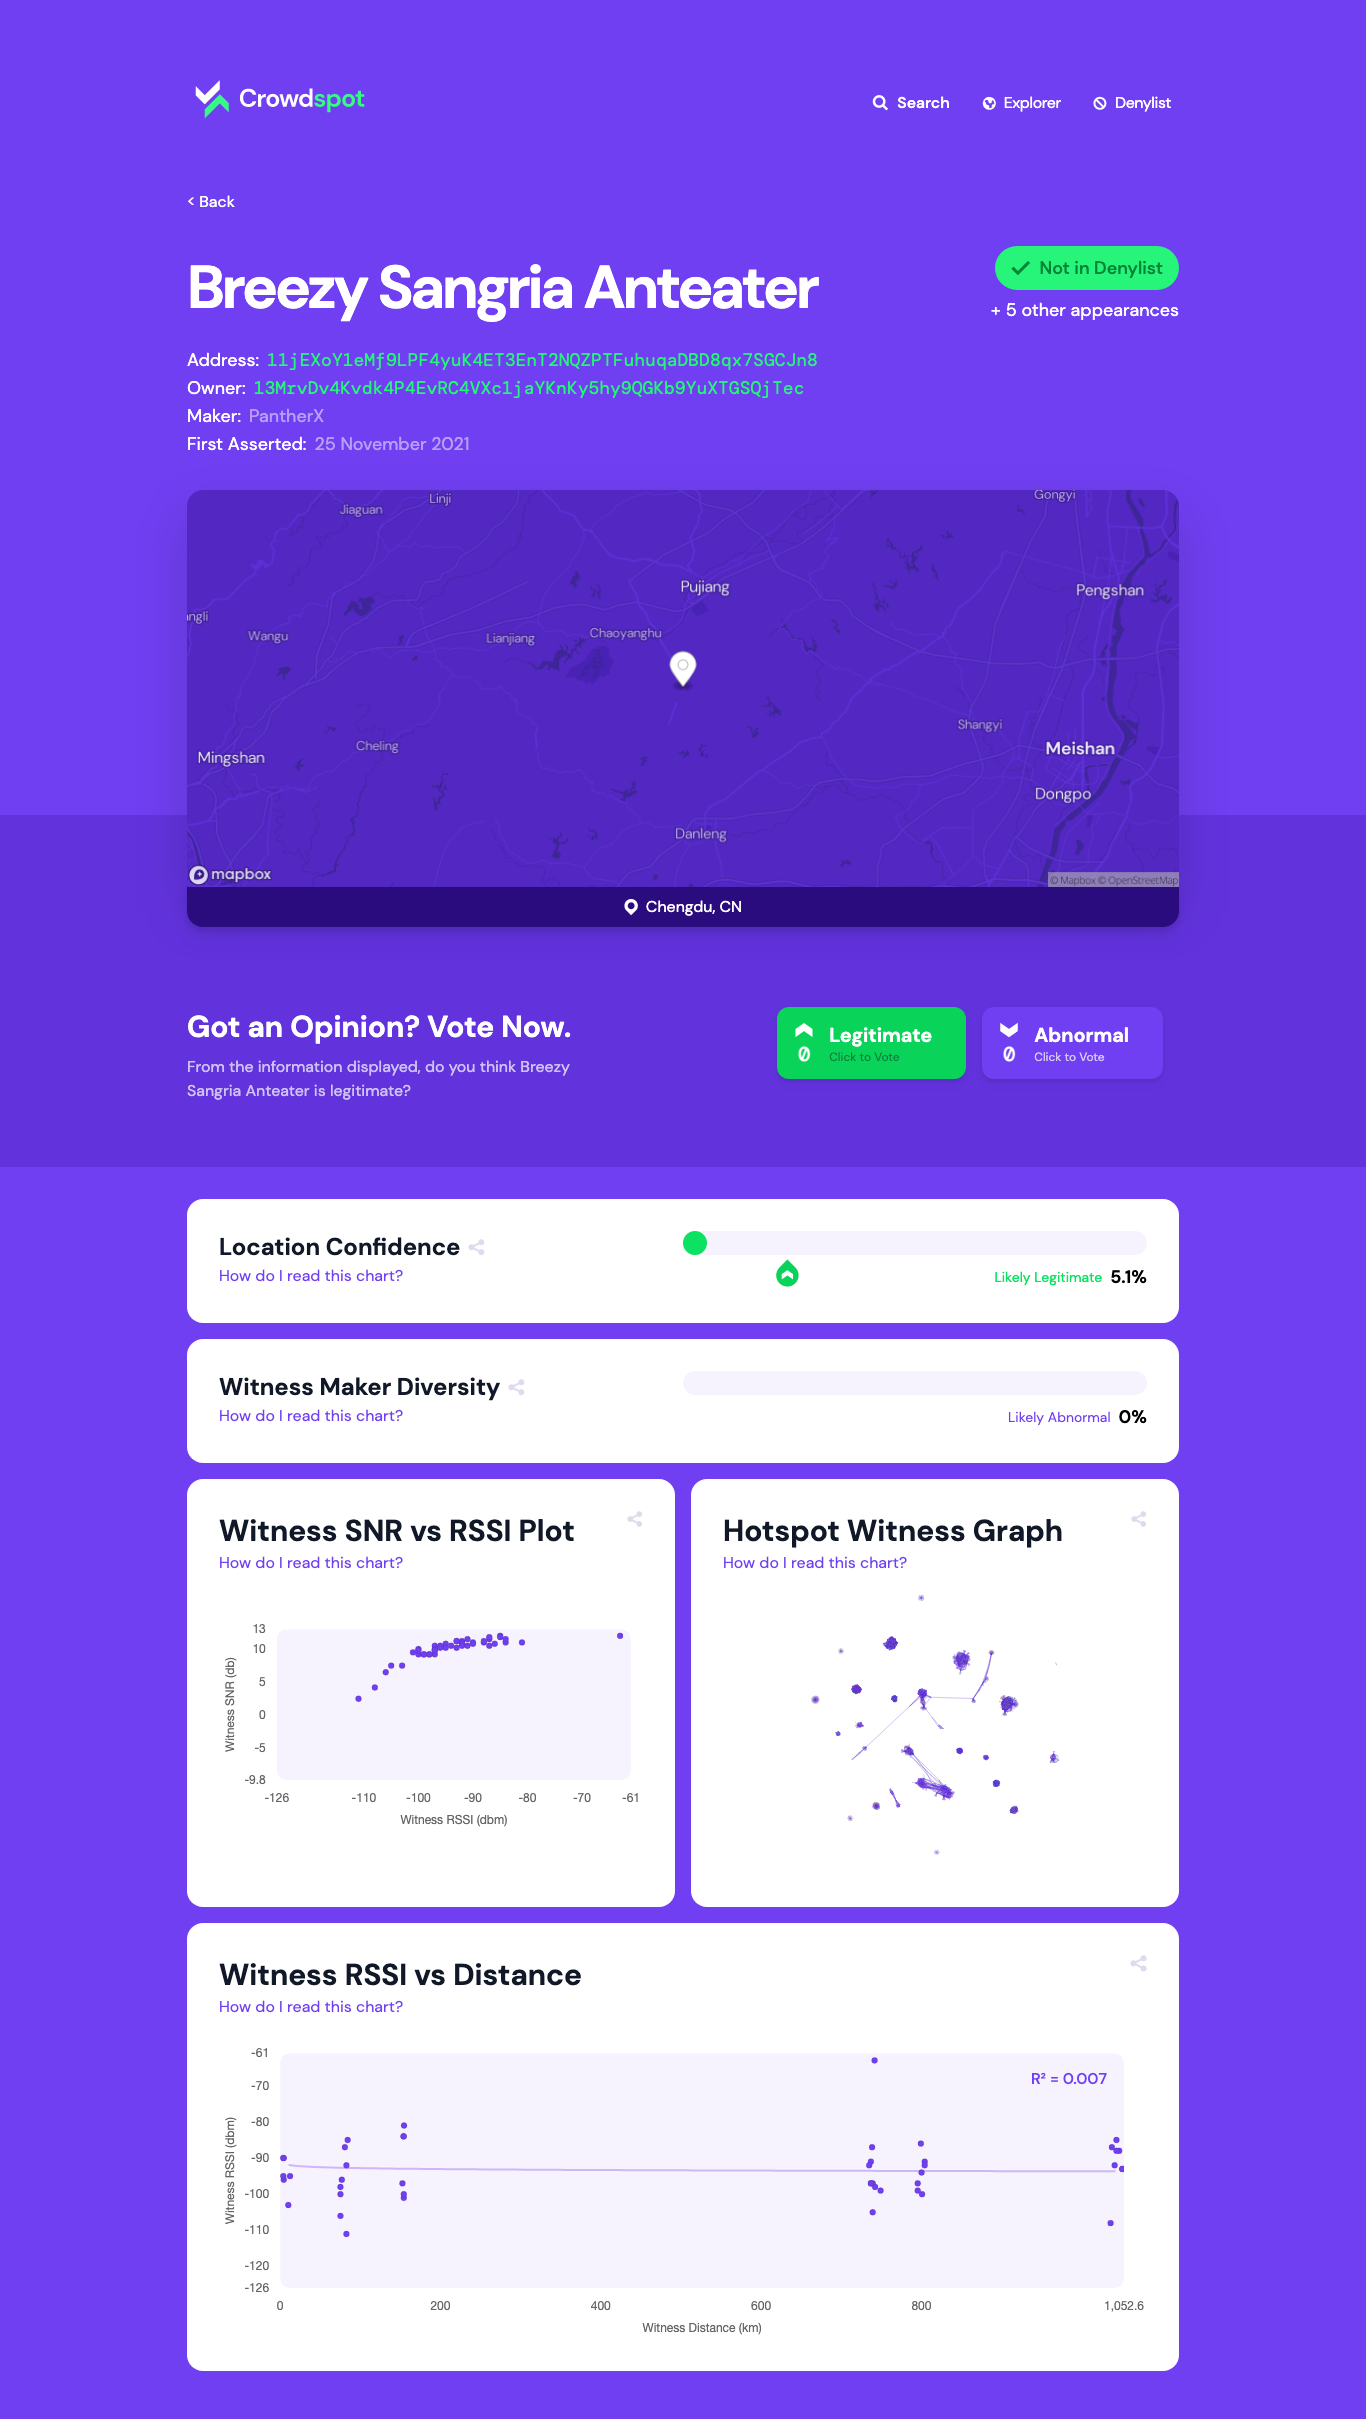 Crowdspot
Search
Explorer
Denylist
< Back
Breezy Sangria Anteater
Not in Denylist
+ 5 other appearances
Address: 11jEXoY1eMf9LPF4yuK4ET3EnT2NQZPTFuhuqaDBD8qx7SGCJn8
Owner: 13MrvDv4Kvdk4P4EvRC4VXc1jaYKnKy5hy9QGKb9YuXTGSQjTec
Maker: PantherX
First Asserted: 25 November 2021
Linji
Gongyi
Jiaguan
Pujiang
Pengshan
angli
Wangu
Lianjiang
Chaoyanghu
Shangyi
Cheling
Meishan
Mingshan
Dongpo
Danleng
mapbox
© Mapbox © OpenStreetMap
Chengdu, CN
Got an Opinion? Vote Now.
From the information displayed, do you think Breezy
Sangria Anteater is legitimate?
Legitimate
0
Click to Vote
Abnormal
0
Click to Vote
Location Confidence
How do I read this chart?
Likely Legitimate 5.1%
Witness Maker Diversity
How do I read this chart?
Likely Abnormal 0%
Witness SNR vs RSSI Plot
How do I read this chart?
13
10
5
0
-5
-9.8
Witness SNR (db)
-126 -110 -100 -90 -80 -70 -61
Witness RSSI (dbm)
Hotspot Witness Graph
How do I read this chart?
Witness RSSI vs Distance
How do I read this chart?
-61
-70
-80
-90
-100
-110
-120
-126
Witness RSSI (dbm)
R² = 0.007
0 200 400 600 800 1,052.6
Witness Distance (km)